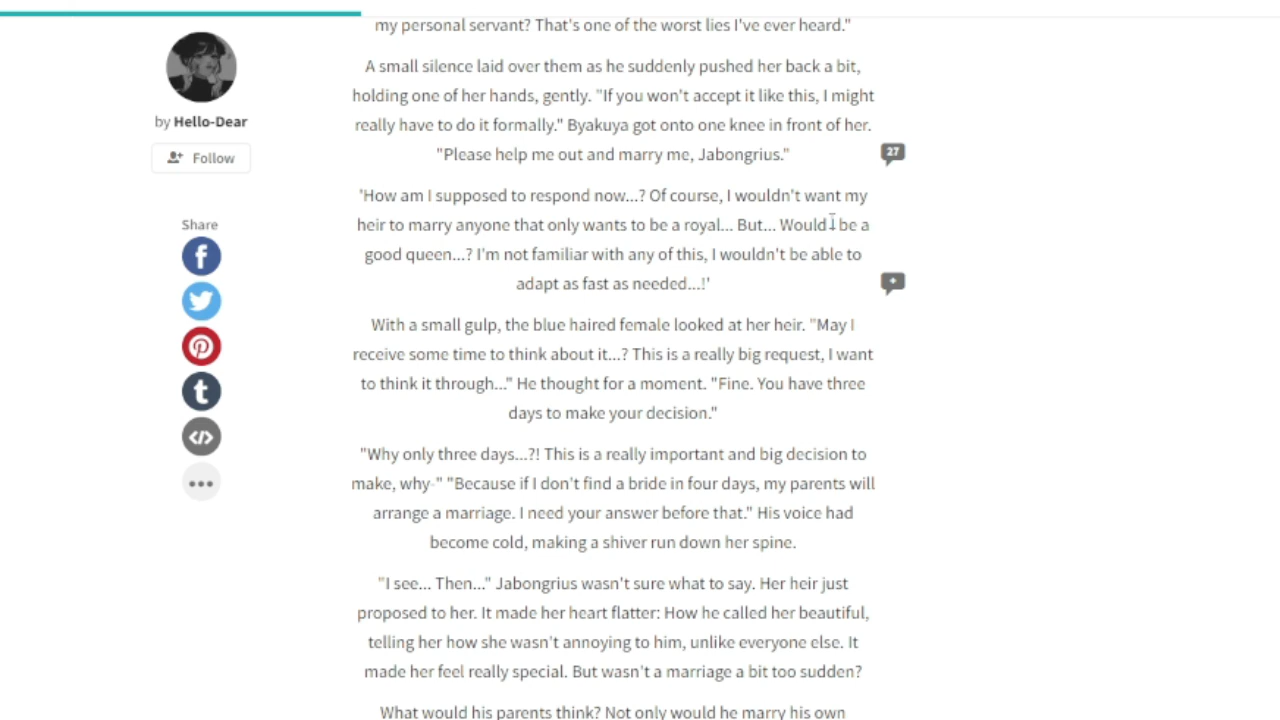 my personal servant? That's one of the worst lies I've ever heard."
by Hello-Dear
Follow
Share
A small silence laid over them as he suddenly pushed her back a bit,
holding one of her hands, gently. "If you won't accept it like this, I might
really have to do it formally." Byakuya got onto one knee in front of her.
"Please help me out and marry me, Jabongrius."
27
'How am I supposed to respond now...? Of course, I wouldn't want my
heir to marry anyone that only wants to be a royal... But... Would I be a
good queen...? I'm not familiar with any of this, I wouldn't be able to
adapt as fast as needed...!'
+
With a small gulp, the blue haired female looked at her heir. "May I
receive some time to think about it...? This is a really big request, I want
to think it through..." He thought for a moment. "Fine. You have three
days to make your decision."
"Why only three days...?! This is a really important and big decision to
make, why-" "Because if I don't find a bride in four days, my parents will
arrange a marriage. I need your answer before that." His voice had
become cold, making a shiver run down her spine.
"I see... Then..." Jabongrius wasn't sure what to say. Her heir just
proposed to her. It made her heart flatter: How he called her beautiful,
telling her how she wasn't annoying to him, unlike everyone else. It
made her feel really special. But wasn't a marriage a bit too sudden?
What would his parents think? Not only would he marry his own